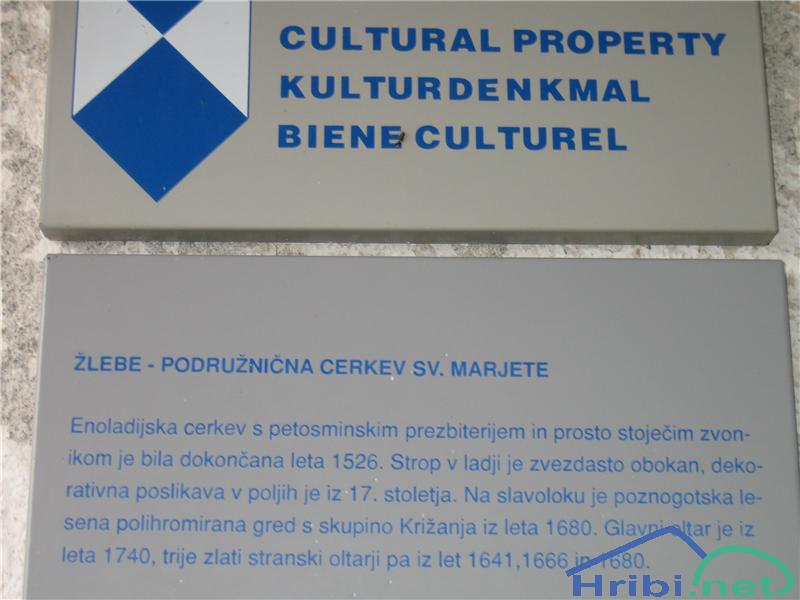 CULTURAL PROPERTY
KULTURDENKMAL
BIENE CULTUREL
ŽLEBE - PODRUŽNIČNA CERKEV SV. MARJETE
Enoladijska cerkev s petosminskim prezbiterijem in prosto stoječim zvon-
ikom je bila dokončana leta 1526. Strop v ladji je zvezdasto obokan, deko-
rativna poslikava v poljih je iz 17. stoletja. Na slavoloku je poznogotska le-
sena polihromirana gred s skupino Križanja iz leta 1680. Glavni oltar je iz
leta 1740, trije zlati stranski oltarji pa iz let 1641,1666 in 1680.
Hribi.net